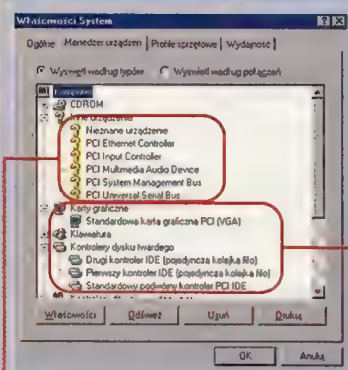 Właściwości System
Ogólne Menedżer urządzeń Profile sprzętowe Wydajność
Wyświetl według typów Wyświetl według połączeń
Komputer
CDROM
Inne urządzenia
Nieznane urządzenie
PCI Ethernet Controler
PCI Input Controller
PCI Multimedia Audio Device
PCI System Management Bus
PCI Universal Serial Bus
Karty graficzne
Standardowa karta graficzna PCI (VGA)
Klawiatura
Kontrolery dysku twardego
Drugi kontroler IDE (pojedyncza kolejka fifo)
Pierwszy kontroler IDE (pojedyncza kolejka fifo)
Standardowy podwójny kontroler PCI IDE
Właściwości Odśwież Usuń Drukuj
OK Anuluj